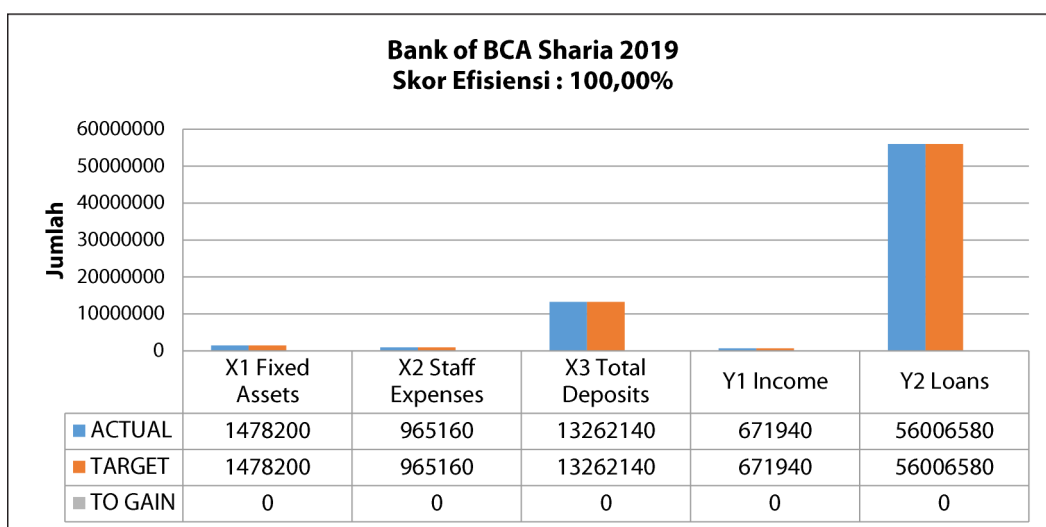 Bank of BCA Sharia 2019
Skor Efisiensi : 100,00%
Jumlah
60000000
50000000
40000000
30000000
20000000
10000000
0
X1 Fixed Assets X2 Staff Expenses X3 Total Deposits Y1 Income Y2 Loans
ACTUAL 1478200 965160 13262140 671940 56006580
TARGET 1478200 965160 13262140 671940 56006580
TO GAIN 0 0 0 0 0